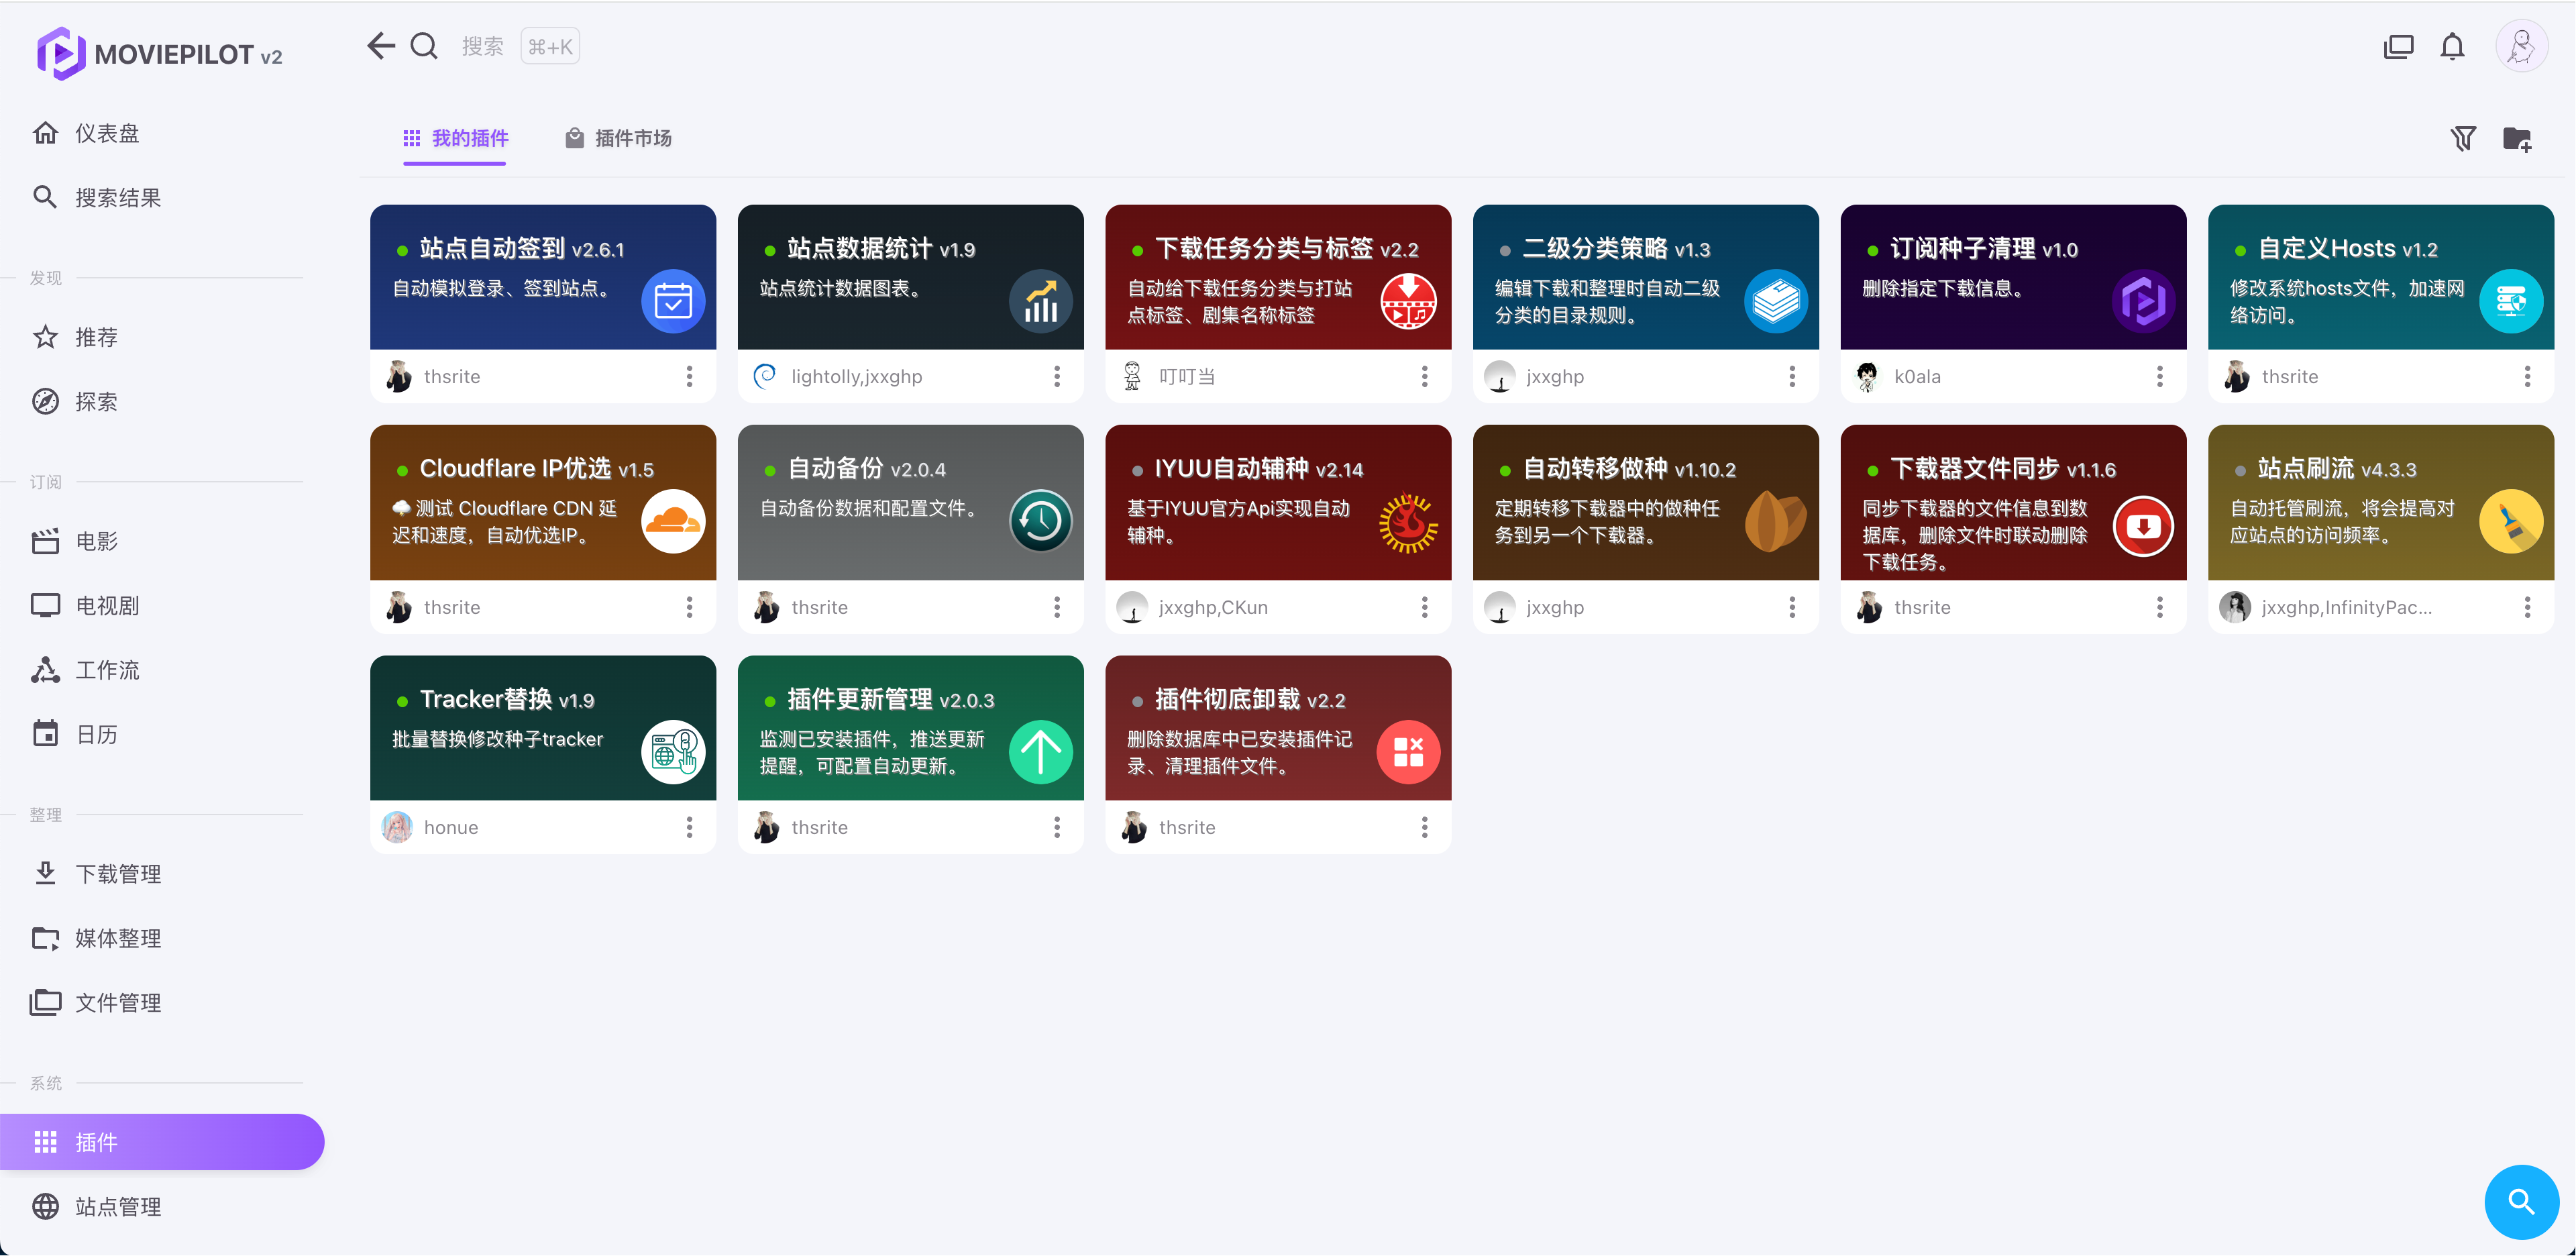 MOVIEPILOT v2
搜索 ⌘+K
仪表盘
搜索结果
发现
推荐
探索
订阅
电影
电视剧
工作流
日历
整理
下载管理
媒体整理
文件管理
系统
插件
站点管理
我的插件
插件市场
站点自动签到 v2.6.1
自动模拟登录、签到站点。
thsrite
站点数据统计 v1.9
站点统计数据图表。
lightolly,jxxghp
下载任务分类与标签 v2.2
自动给下载任务分类与打站
点标签、剧集名称标签
叮叮当
二级分类策略 v1.3
编辑下载和整理时自动二级
分类的目录规则。
jxxghp
订阅种子清理 v1.0
删除指定下载信息。
k0ala
自定义Hosts v1.2
修改系统hosts文件，加速网
络访问。
thsrite
Cloudflare IP优选 v1.5
🌩 测试 Cloudflare CDN 延
迟和速度，自动优选IP。
thsrite
自动备份 v2.0.4
自动备份数据和配置文件。
thsrite
IYUU自动辅种 v2.14
基于IYUU官方Api实现自动
辅种。
jxxghp,CKun
自动转移做种 v1.10.2
定期转移下载器中的做种任
务到另一个下载器。
jxxghp
下载器文件同步 v1.1.6
同步下载器的文件信息到数
据库，删除文件时联动删除
下载任务。
thsrite
站点刷流 v4.3.3
自动托管刷流，将会提高对
应站点的访问频率。
jxxghp,InfinityPac...
Tracker替换 v1.9
批量替换修改种子tracker
honue
插件更新管理 v2.0.3
监测已安装插件，推送更新
提醒，可配置自动更新。
thsrite
插件彻底卸载 v2.2
删除数据库中已安装插件记
录、清理插件文件。
thsrite